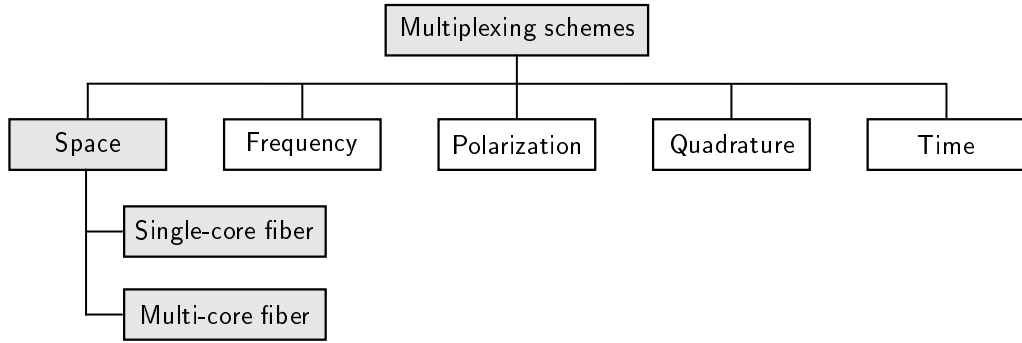 Multiplexing schemes
Space
Frequency
Polarization
Quadrature
Time
Single-core fiber
Multi-core fiber